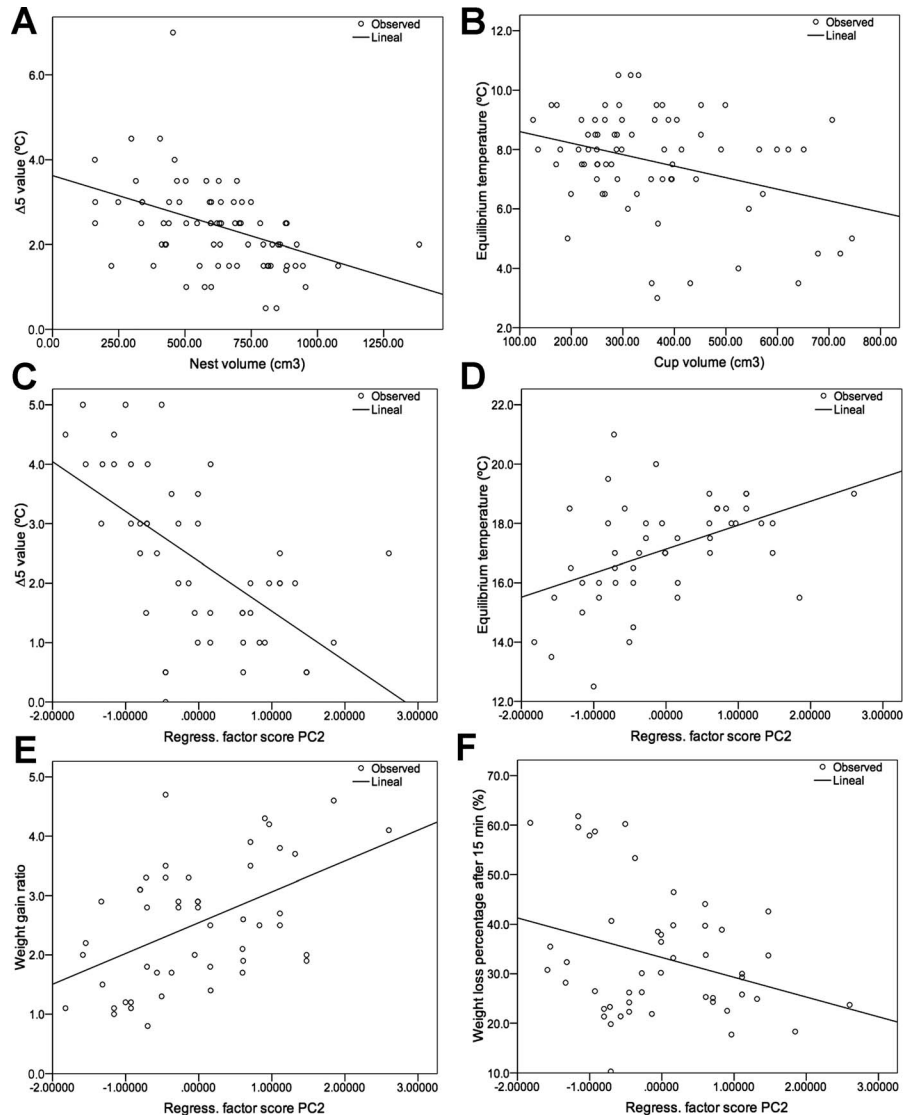 A
Observed
Lineal
6.0
4.0
2.0
0.0
Δ5 value (ºC)
0.00
250.00
500.00
750.00
1000.00
1250.00
Nest volume (cm3)
B
Observed
Lineal
12.0
10.0
8.0
6.0
4.0
2.0
Equilibrium temperature (ºC)
100.00
200.00
300.00
400.00
500.00
600.00
700.00
800.00
Cup volume (cm3)
C
Observed
Lineal
5.0
4.0
3.0
2.0
1.0
0.0
Δ5 value (ºC)
-2.00000
-1.00000
.00000
1.00000
2.00000
3.00000
Regress. factor score PC2
D
Observed
Lineal
22.0
20.0
18.0
16.0
14.0
12.0
Equilibrium temperature (ºC)
-2.00000
-1.00000
.00000
1.00000
2.00000
3.00000
Regress. factor score PC2
E
Observed
Lineal
5.0
4.0
3.0
2.0
1.0
0.0
Weight gain ratio
-2.00000
-1.00000
.00000
1.00000
2.00000
3.00000
Regress. factor score PC2
F
Observed
Lineal
70.0
60.0
50.0
40.0
30.0
20.0
10.0
Weight loss percentage after 15 min (%)
-2.00000
-1.00000
.00000
1.00000
2.00000
3.00000
Regress. factor score PC2